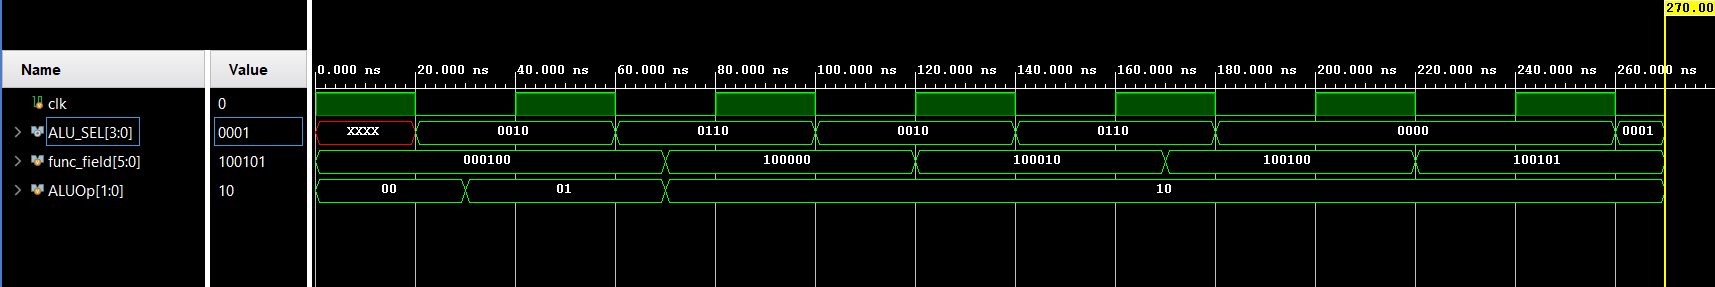 270.00
Name Value
0.000 ns 20.000 ns 40.000 ns 60.000 ns 80.000 ns 100.000 ns 120.000 ns 140.000 ns 160.000 ns 180.000 ns 200.000 ns 220.000 ns 240.000 ns 260.000 ns
clk 0
ALU_SEL[3:0] 0001 XXXX 0010 0110 0010 0110 0000 0001
func_field[5:0] 100101 000100 100000 100010 100100 100101
ALUOp[1:0] 10 00 01 10